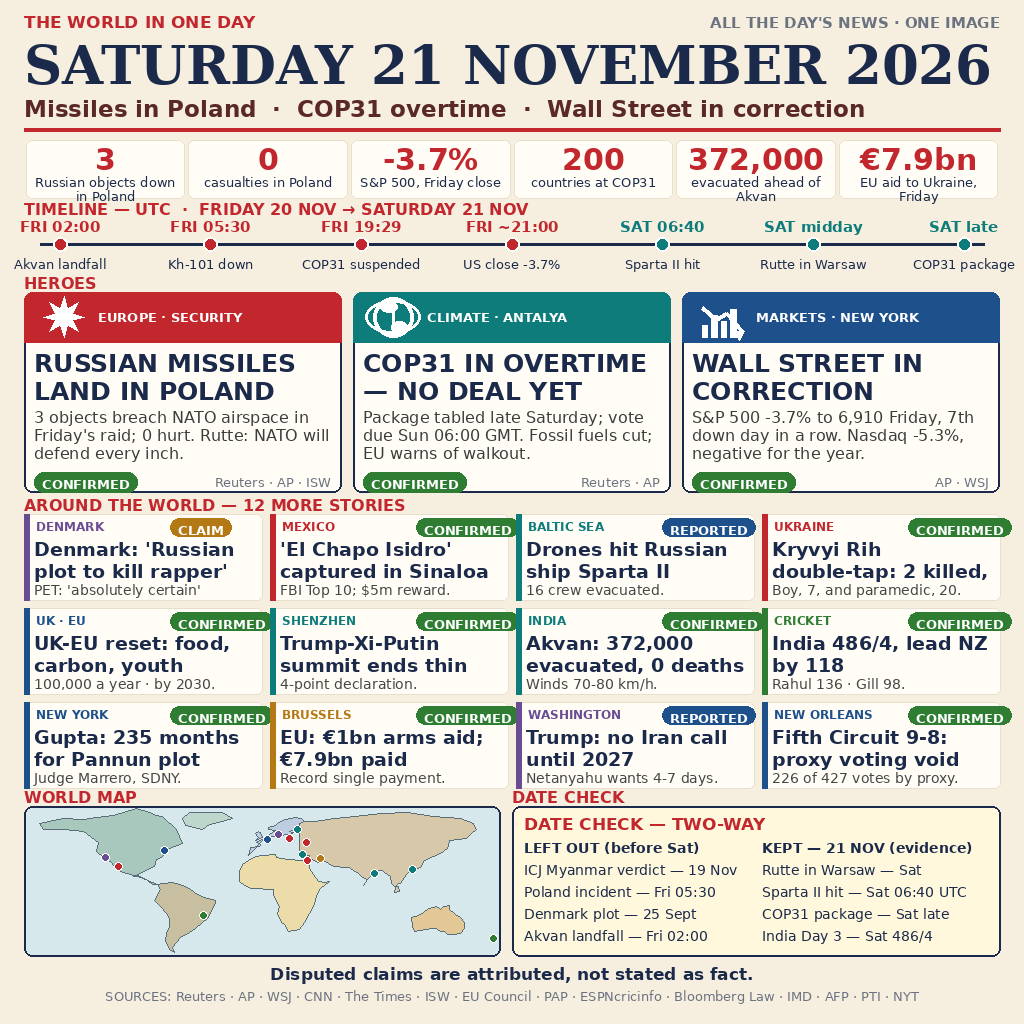 THE WORLD IN ONE DAY
ALL THE DAY'S NEWS · ONE IMAGE
SATURDAY 21 NOVEMBER 2026
Missiles in Poland · COP31 overtime · Wall Street in correction
3
Russian objects down
in Poland
0
casualties in Poland
-3.7%
S&P 500, Friday close
200
countries at COP31
372,000
evacuated ahead of
Akvan
€7.9bn
EU aid to Ukraine,
Friday
TIMELINE — UTC · FRIDAY 20 NOV → SATURDAY 21 NOV
FRI 02:00
Akvan landfall
FRI 05:30
Kh-101 down
FRI 19:29
COP31 suspended
FRI ~21:00
US close -3.7%
SAT 06:40
Sparta II hit
SAT midday
Rutte in Warsaw
SAT late
COP31 package
HEROES
EUROPE · SECURITY
RUSSIAN MISSILES
LAND IN POLAND
3 objects breach NATO airspace in
Friday's raid; 0 hurt. Rutte: NATO will
defend every inch.
CONFIRMED
Reuters · AP · ISW
CLIMATE · ANTALYA
COP31 IN OVERTIME
— NO DEAL YET
Package tabled late Saturday; vote
due Sun 06:00 GMT. Fossil fuels cut;
EU warns of walkout.
CONFIRMED
Reuters · AP
MARKETS · NEW YORK
WALL STREET IN
CORRECTION
S&P 500 -3.7% to 6,910 Friday, 7th
down day in a row. Nasdaq -5.3%,
negative for the year.
CONFIRMED
AP · WSJ
AROUND THE WORLD — 12 MORE STORIES
DENMARK
CLAIM
Denmark: 'Russian
plot to kill rapper'
PET: 'absolutely certain'
MEXICO
CONFIRMED
'El Chapo Isidro'
captured in Sinaloa
FBI Top 10; $5m reward.
BALTIC SEA
REPORTED
Drones hit Russian
ship Sparta II
16 crew evacuated.
UKRAINE
CONFIRMED
Kryvyi Rih
double-tap: 2 killed,
Boy, 7, and paramedic, 20.
UK · EU
CONFIRMED
UK-EU reset: food,
carbon, youth
100,000 a year · by 2030.
SHENZHEN
CONFIRMED
Trump-Xi-Putin
summit ends thin
4-point declaration.
INDIA
CONFIRMED
Akvan: 372,000
evacuated, 0 deaths
Winds 70-80 km/h.
CRICKET
CONFIRMED
India 486/4, lead NZ
by 118
Rahul 136 · Gill 98.
NEW YORK
CONFIRMED
Gupta: 235 months
for Pannun plot
Judge Marrero, SDNY.
BRUSSELS
CONFIRMED
EU: €1bn arms aid;
€7.9bn paid
Record single payment.
WASHINGTON
REPORTED
Trump: no Iran call
until 2027
Netanyahu wants 4-7 days.
NEW ORLEANS
CONFIRMED
Fifth Circuit 9-8:
proxy voting void
226 of 427 votes by proxy.
WORLD MAP
DATE CHECK
DATE CHECK — TWO-WAY
LEFT OUT (before Sat)
ICJ Myanmar verdict — 19 Nov
Poland incident — Fri 05:30
Denmark plot — 25 Sept
Akvan landfall — Fri 02:00
KEPT — 21 NOV (evidence)
Rutte in Warsaw — Sat
Sparta II hit — Sat 06:40 UTC
COP31 package — Sat late
India Day 3 — Sat 486/4
Disputed claims are attributed, not stated as fact.
SOURCES: Reuters · AP · WSJ · CNN · The Times · ISW · EU Council · PAP · ESPNcricinfo · Bloomberg Law · IMD · AFP · PTI · NYT